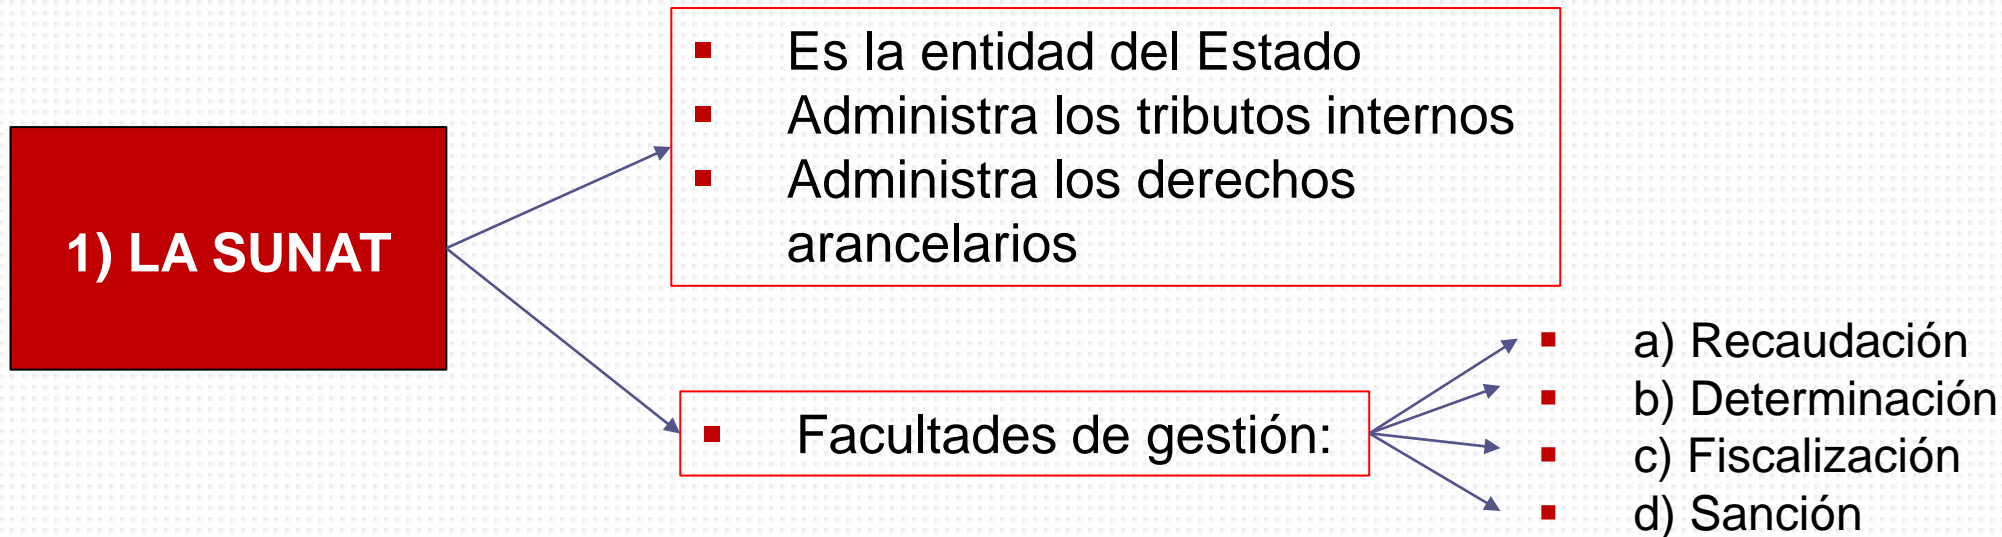 1) LA SUNAT
▪ Es la entidad del Estado
▪ Administra los tributos internos
▪ Administra los derechos
arancelarios
▪ Facultades de gestión:
▪ a) Recaudación
▪ b) Determinación
▪ c) Fiscalización
▪ d) Sanción